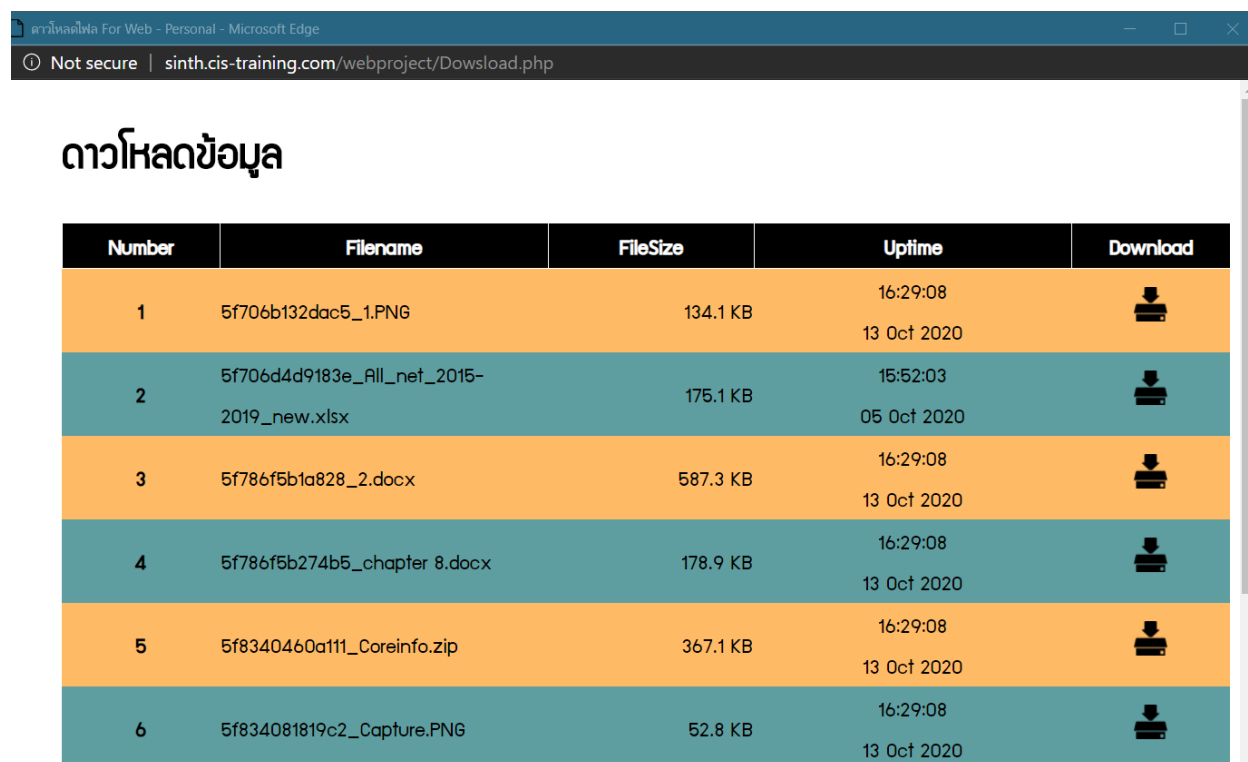 ดาวโหลดไฟล For Web - Personal - Microsoft Edge
Not secure | sinth.cis-training.com/webproject/Dowsload.php
ดาวโหลดข้อมูล
Number Filename FileSize Uptime Download
1 5f706b132dac5_1.PNG 134.1 KB 16:29:08
13 Oct 2020
2 5f706d4d9183e_All_net_2015-
2019_new.xlsx 175.1 KB 15:52:03
05 Oct 2020
3 5f786f5b1a828_2.docx 587.3 KB 16:29:08
13 Oct 2020
4 5f786f5b274b5_chapter 8.docx 178.9 KB 16:29:08
13 Oct 2020
5 5f8340460a111_Coreinfo.zip 367.1 KB 16:29:08
13 Oct 2020
6 5f834081819c2_Capture.PNG 52.8 KB 16:29:08
13 Oct 2020